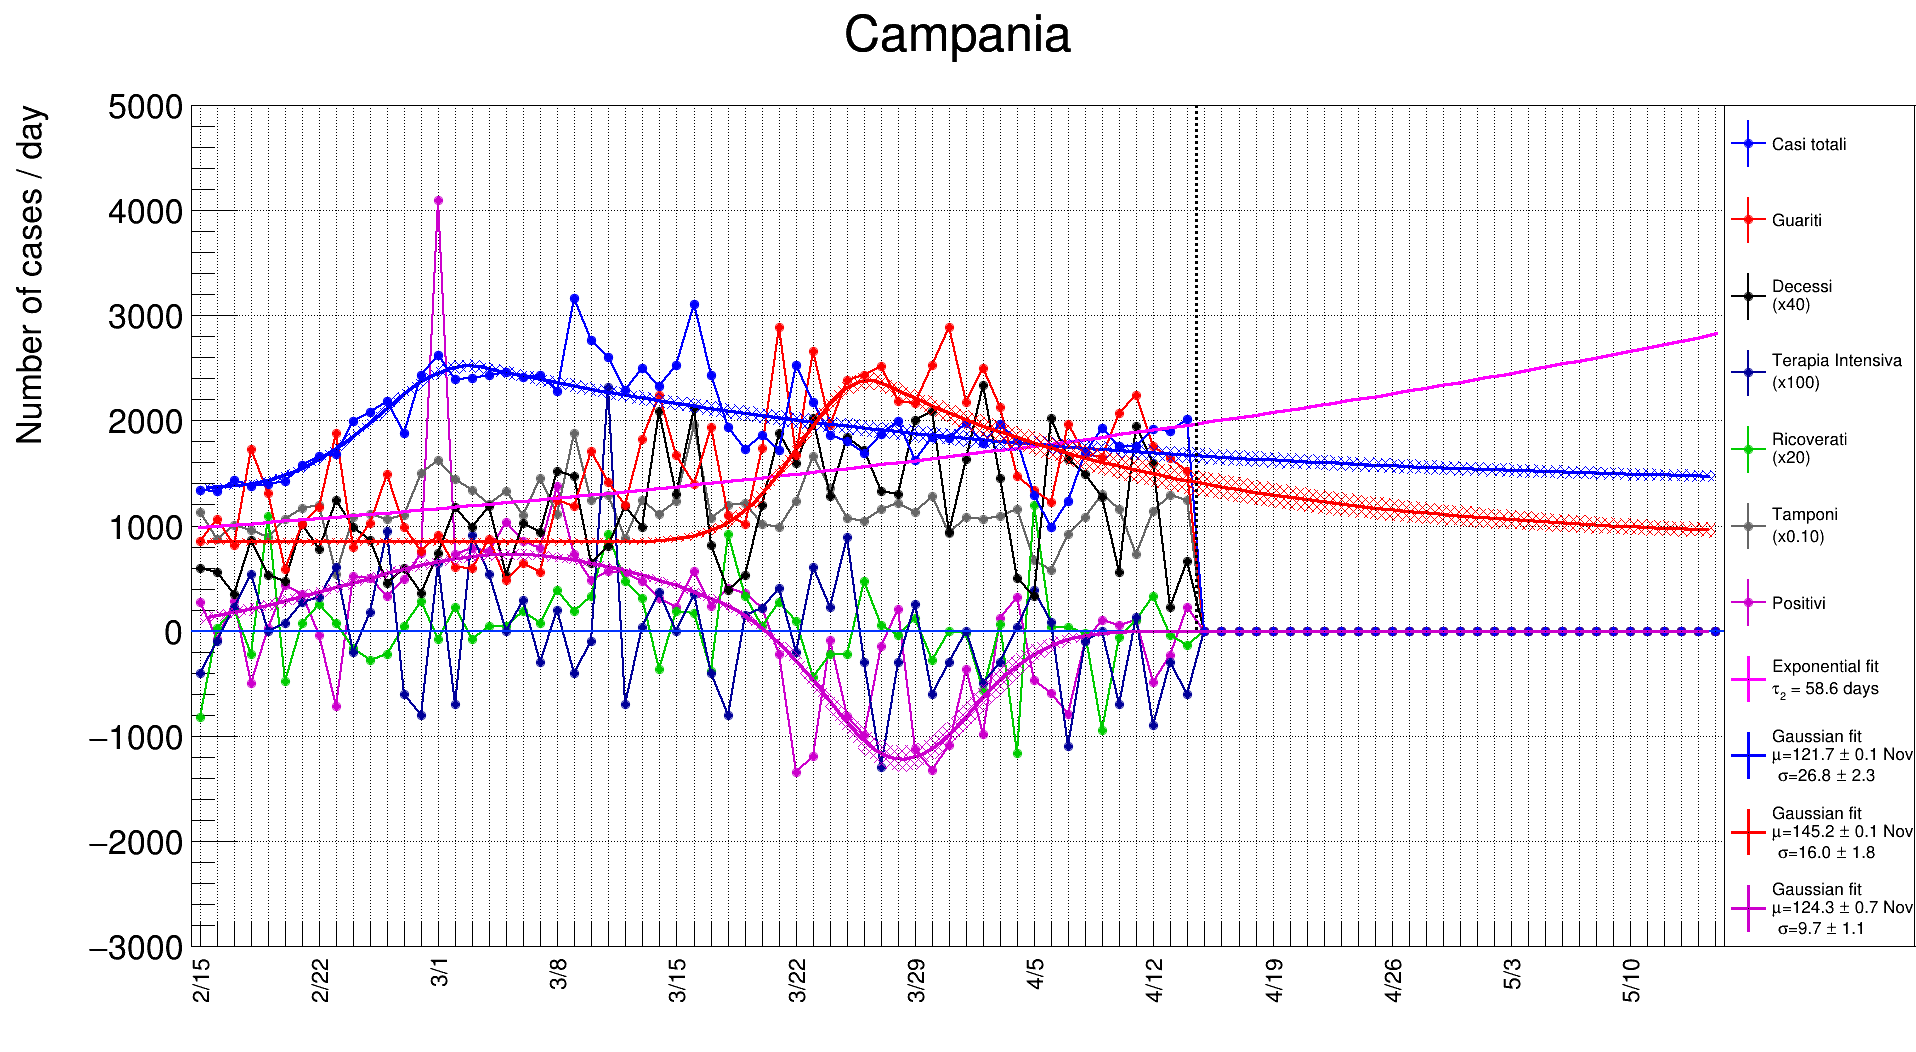 Campania
Number of cases / day
5000
4000
3000
2000
1000
0
−1000
−2000
−3000
2/15
2/22
3/1
3/8
3/15
3/22
3/29
4/5
4/12
4/19
4/26
5/3
5/10
Casi totali
Guariti
Decessi
(x40)
Terapia Intensiva
(x100)
Ricoverati
(x20)
Tamponi
(x0.10)
Positivi
Exponential fit
τ2 = 58.6 days
Gaussian fit
μ=121.7 ± 0.1 Nov
σ=26.8 ± 2.3
Gaussian fit
μ=145.2 ± 0.1 Nov
σ=16.0 ± 1.8
Gaussian fit
μ=124.3 ± 0.7 Nov
σ=9.7 ± 1.1